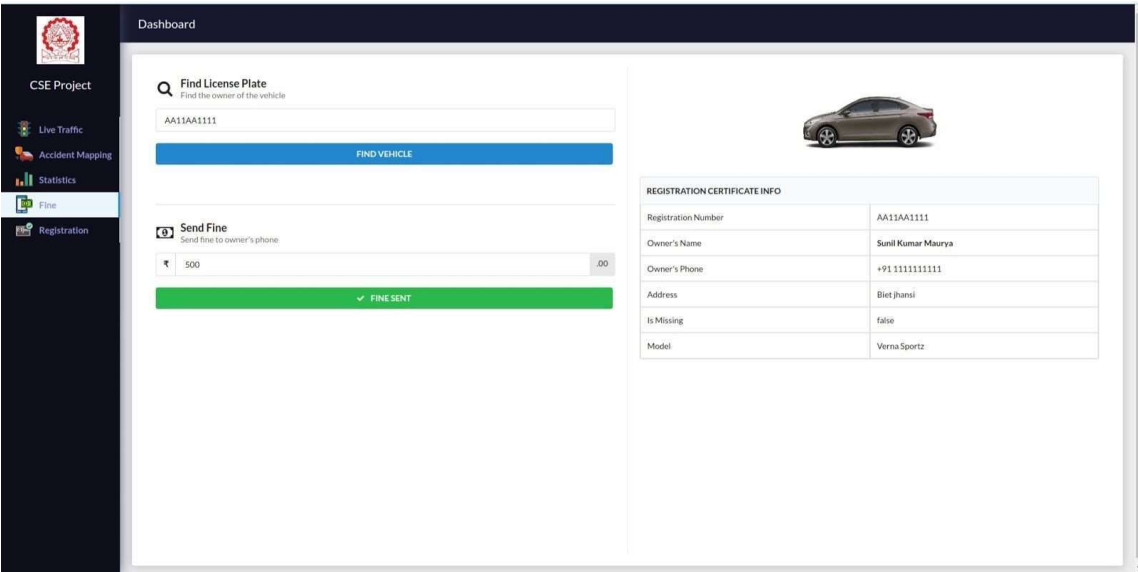 CSE Project
Live Traffic
Accident Mapping
Statistics
Fine
Registration
Dashboard
Find License Plate
Find the owner of the vehicle
AA11AA1111
FIND VEHICLE
Send Fine
Send fine to owner's phone
₹ 500 .00
FINE SENT
REGISTRATION CERTIFICATE INFO
Registration Number AA11AA1111
Owner's Name Sunil Kumar Maurya
Owner's Phone +91 1111111111
Address Biet jhansi
Is Missing false
Model Verna Sportz